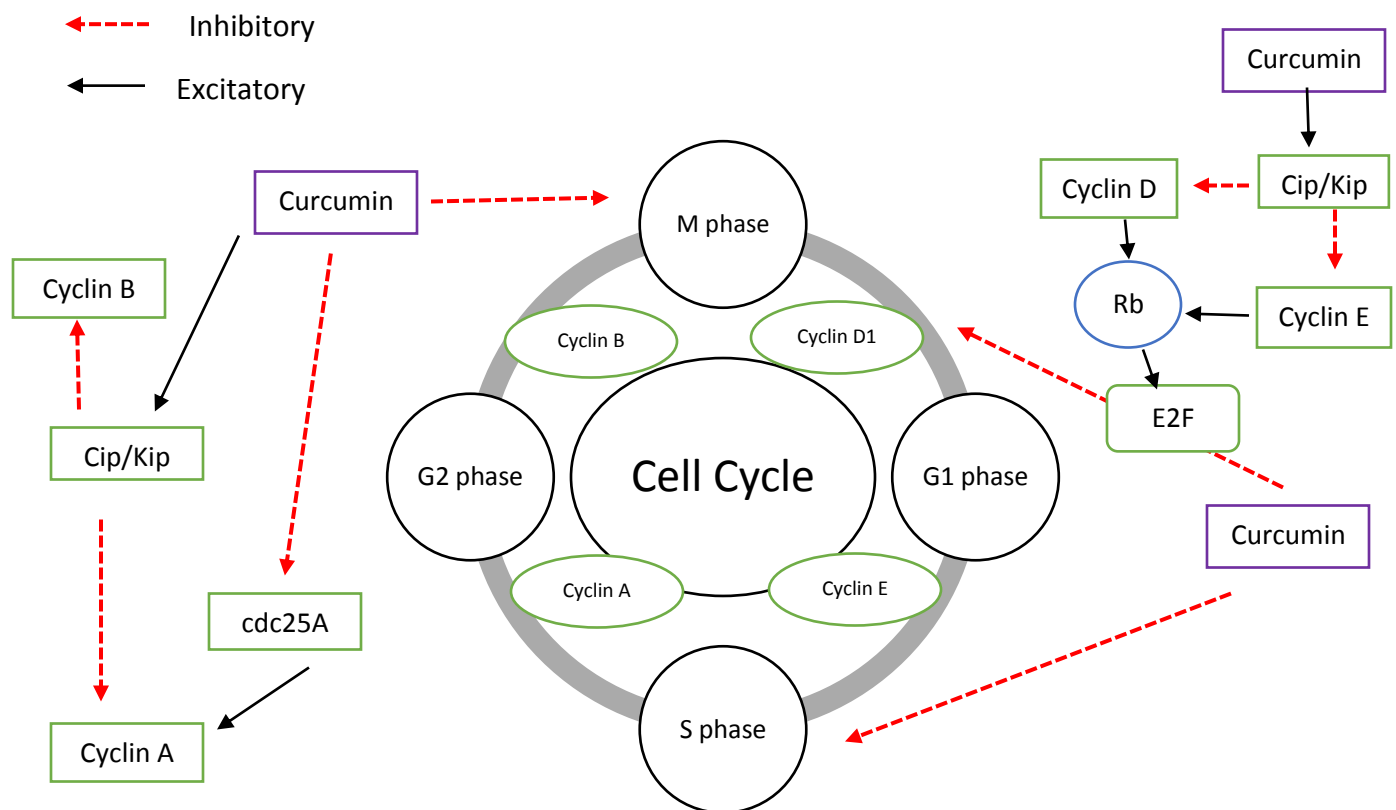 Inhibitory
Excitatory
Curcumin
Curcumin
Cyclin D
Cip/Kip
M phase
Cyclin B
Rb
Cyclin E
Cyclin B
Cyclin D1
E2F
Cip/Kip
G2 phase
Cell Cycle
G1 phase
Curcumin
Cyclin A
Cyclin E
cdc25A
S phase
Cyclin A